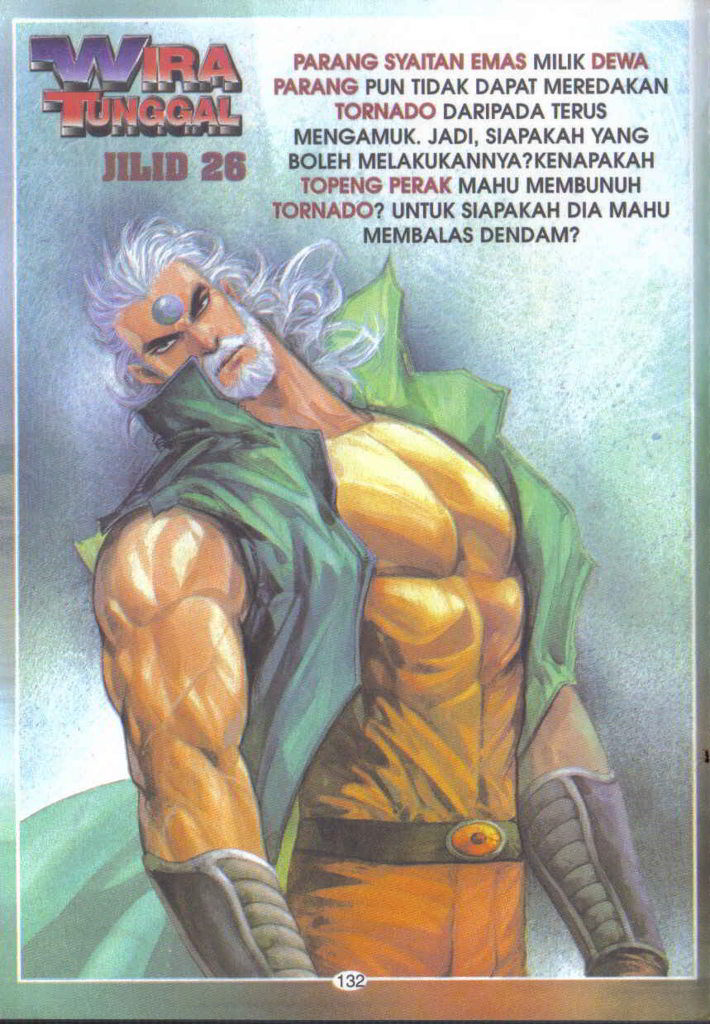 WIRA
TUNGGAL
JILID 26
PARANG SYAITAN EMAS MILIK DEWA
PARANG PUN TIDAK DAPAT MEREDAKAN
TORNADO DARIPADA TERUS
MENGAMUK. JADI, SIAPAKAH YANG
BOLEH MELAKUKANNYA?KENAPAKAH
TOPENG PERAK MAHU MEMBUNUH
TORNADO? UNTUK SIAPAKAH DIA MAHU
MEMBALAS DENDAM?
132